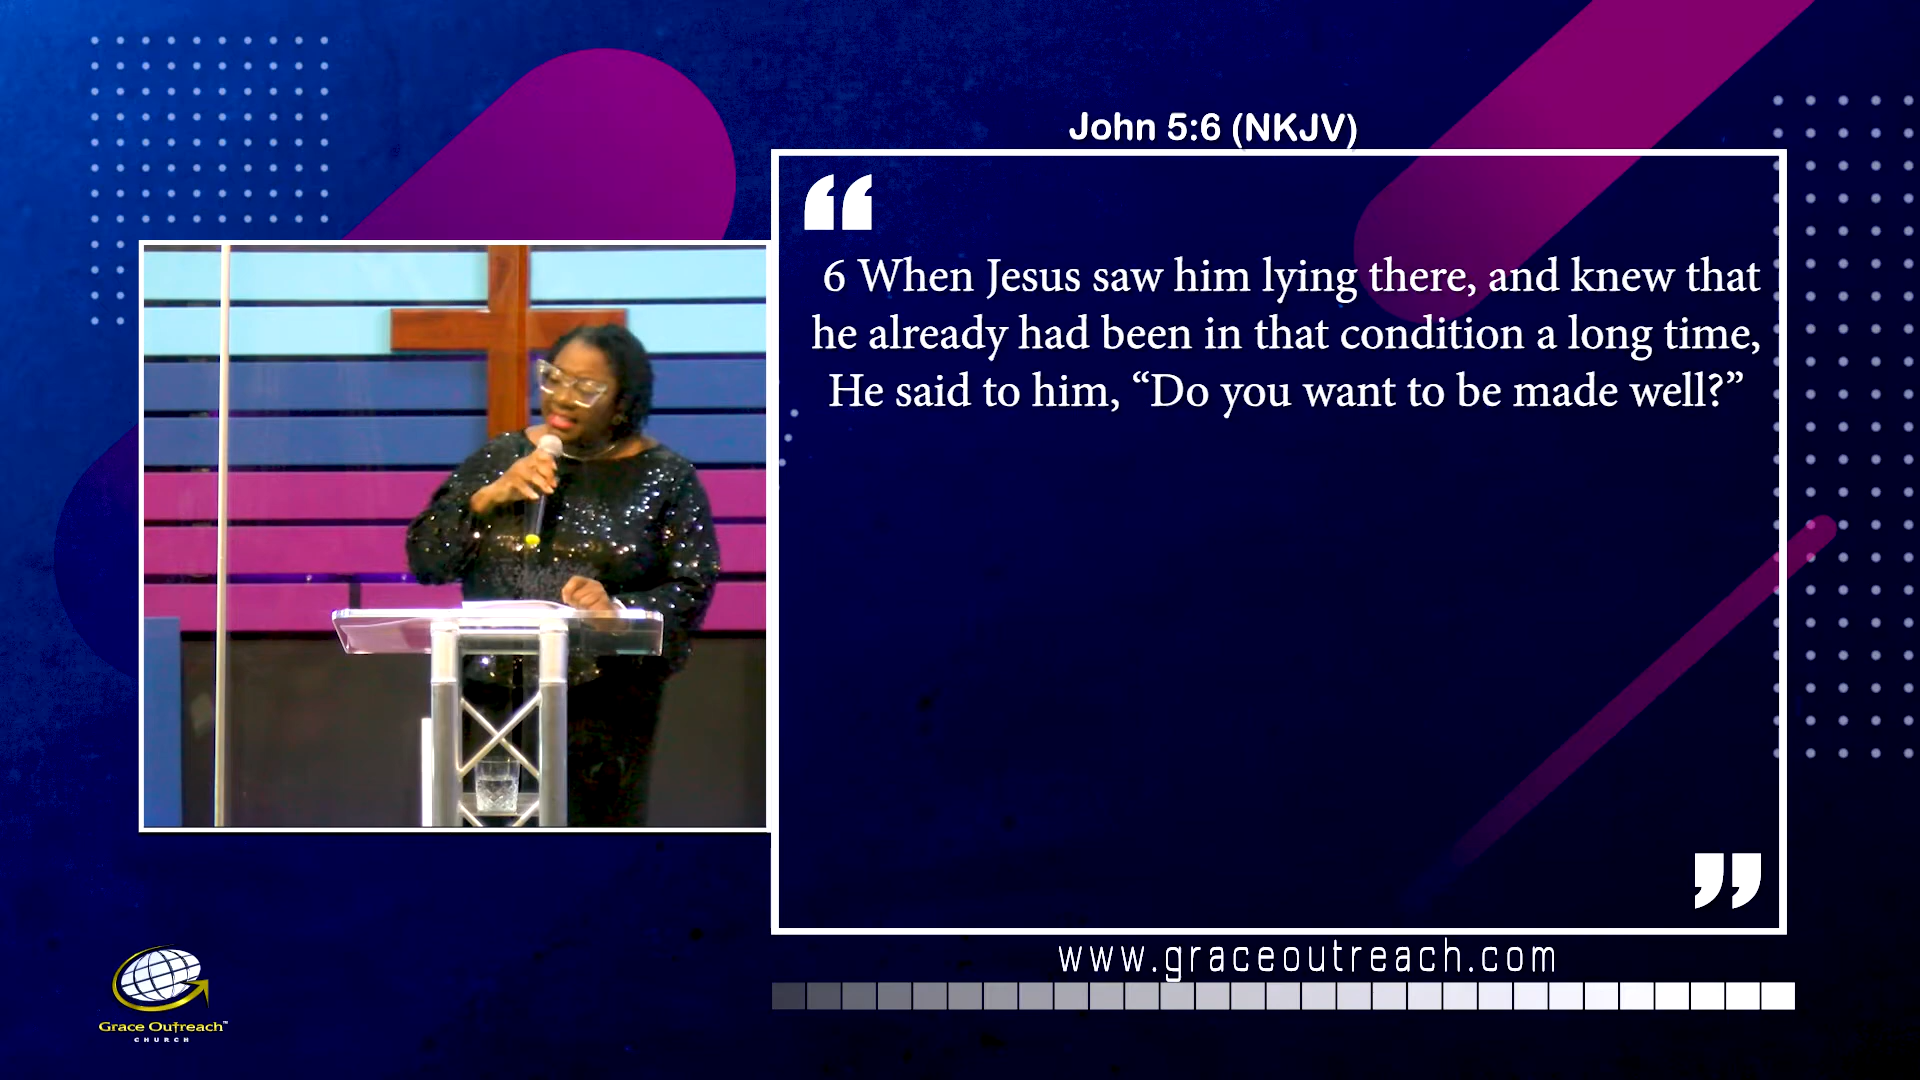 John 5:6 (NKJV)
“
6 When Jesus saw him lying there, and knew that
he already had been in that condition a long time,
He said to him, “Do you want to be made well?”
”
www.graceoutreach.com
Grace Outreach™
CHURCH